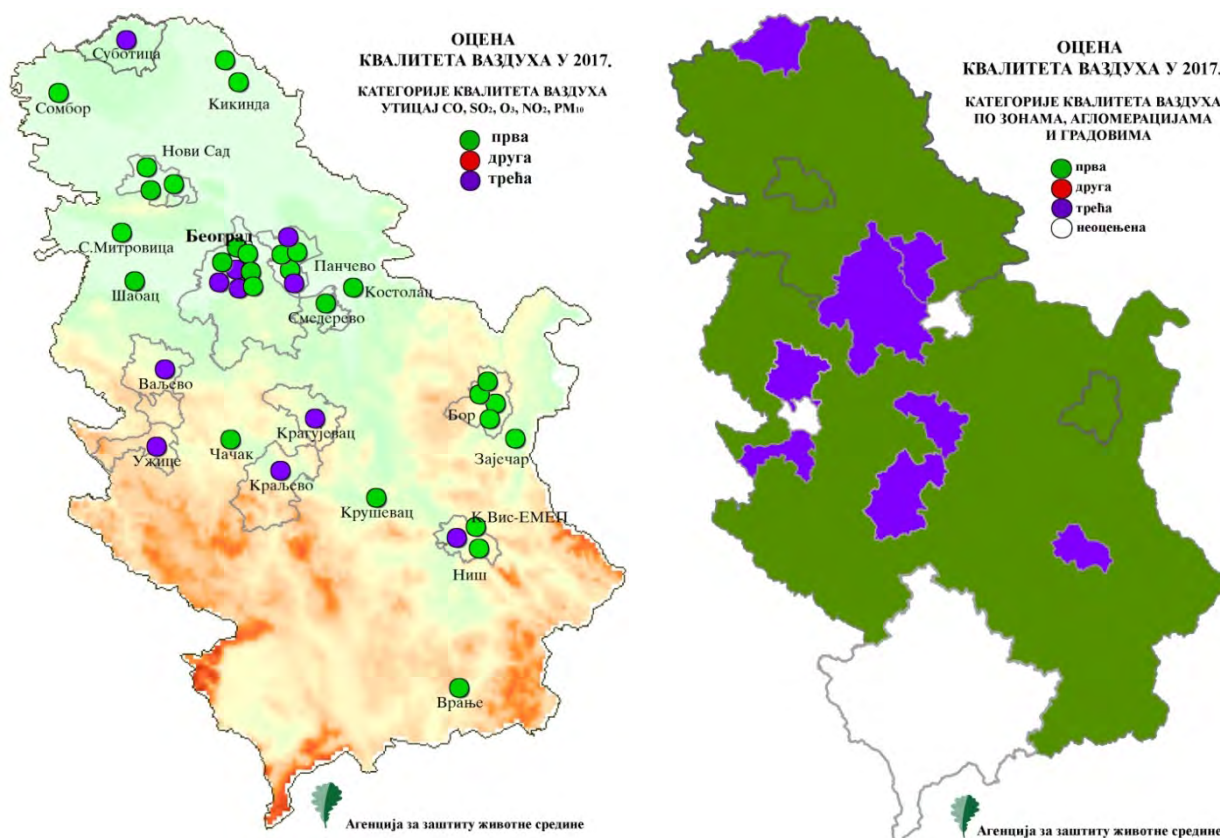 ОЦЕНА
КВАЛИТЕТА ВАЗДУХА У 2017.
КАТЕГОРИЈЕ КВАЛИТЕТА ВАЗДУХА
УТИЦАЈ CO, SO₂, O₃, NO₂, PM₁₀
прва
друга
трећа
Суботица
Сомбор
Кикинда
Нови Сад
С.Митровица
Београд
Панчево
Шабац
Костолац
Смедерево
Ваљево
Бор
Крагујевац
Ужице
Чачак
Зајечар
Краљево
Крушевац
К.Вис-ЕМЕП
Ниш
Врање
Агенција за заштиту животне средине
ОЦЕНА
КВАЛИТЕТА ВАЗДУХА У 2017.
КАТЕГОРИЈЕ КВАЛИТЕТА ВАЗДУХА
ПО ЗОНАМА, АГЛОМЕРАЦИЈАМА
И ГРАДОВИМА
прва
друга
трећа
неоцењена
Агенција за заштиту животне средине